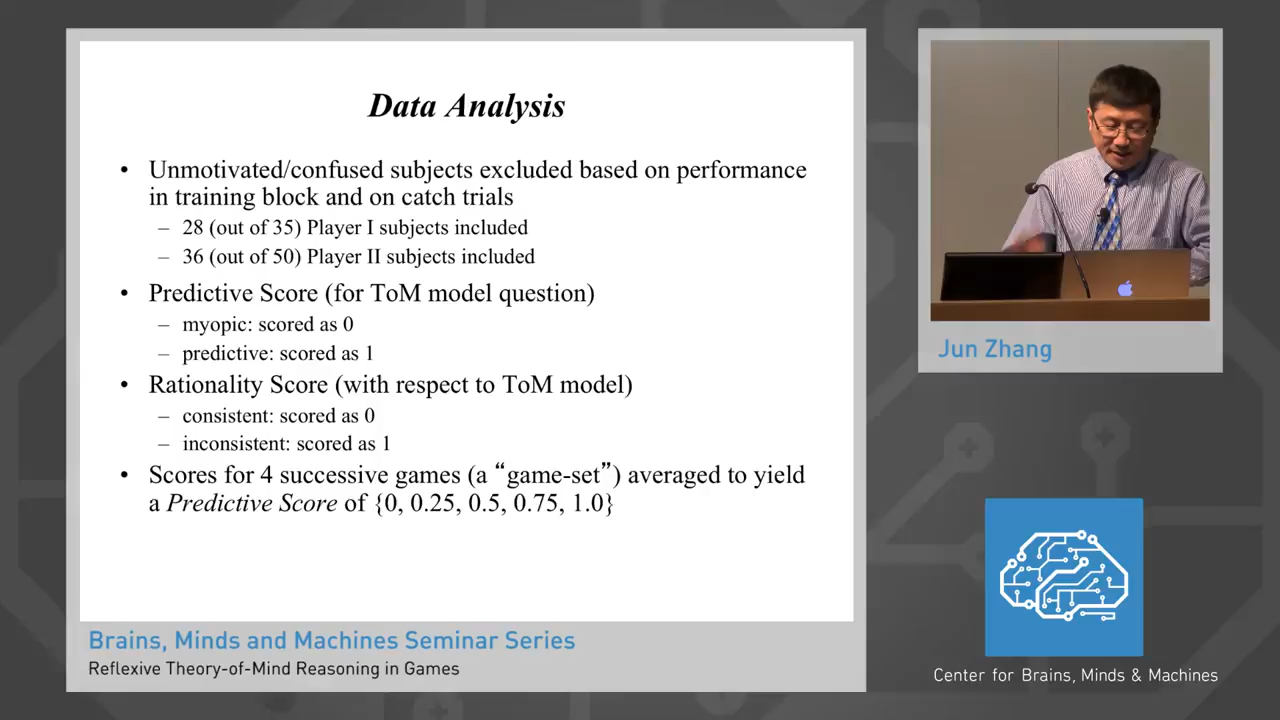 Data Analysis
• Unmotivated/confused subjects excluded based on performance
in training block and on catch trials
– 28 (out of 35) Player I subjects included
– 36 (out of 50) Player II subjects included
• Predictive Score (for ToM model question)
– myopic: scored as 0
– predictive: scored as 1
• Rationality Score (with respect to ToM model)
– consistent: scored as 0
– inconsistent: scored as 1
• Scores for 4 successive games (a “game-set”) averaged to yield
a Predictive Score of {0, 0.25, 0.5, 0.75, 1.0}
Brains, Minds and Machines Seminar Series
Reflexive Theory-of-Mind Reasoning in Games
Jun Zhang
Center for Brains, Minds & Machines